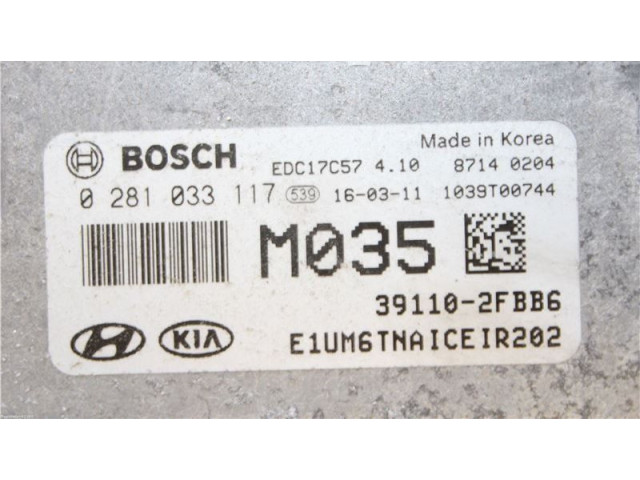 Made in Korea
BOSCH EDC17C57 4.10 8714 0204
0 281 033 117 539 16-03-11 1039T00744
M035
39110-2FBB6
KIA E1UM6TNAICEIR202